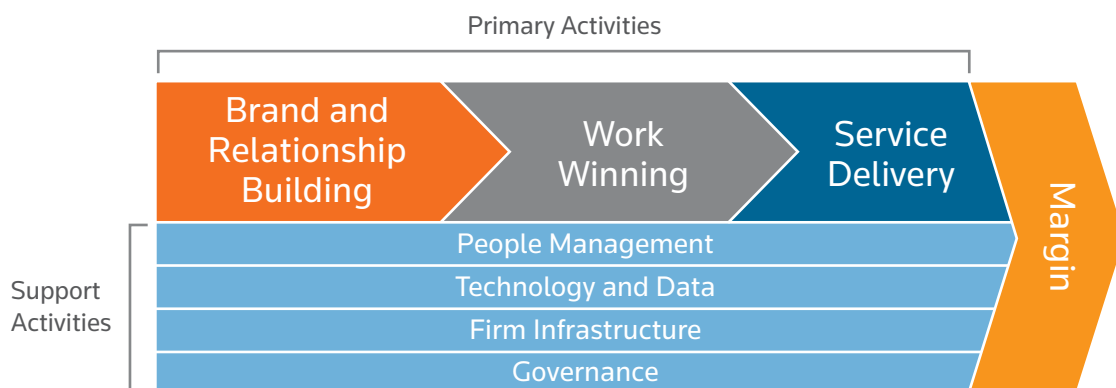 Primary Activities
Brand and
Relationship
Building
Work
Winning
Service
Delivery
Margin
Support
Activities
People Management
Technology and Data
Firm Infrastructure
Governance